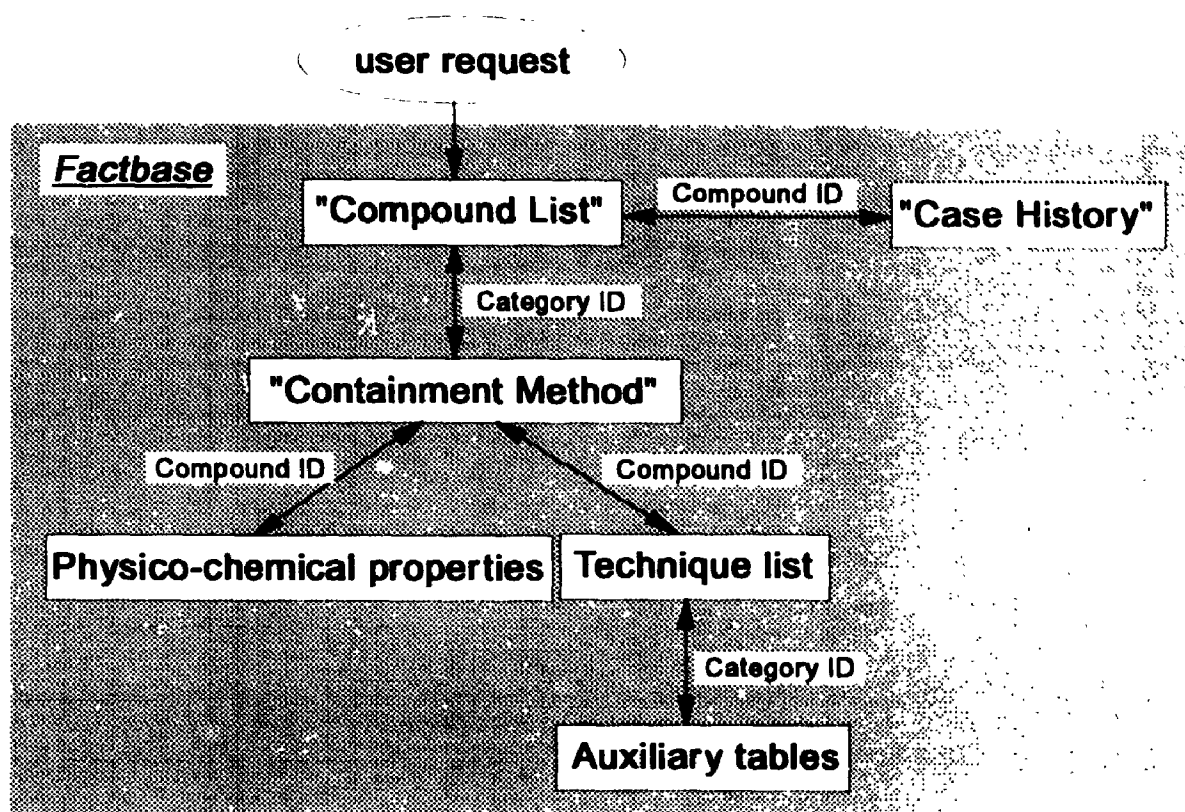 user request
Factbase
"Compound List"
Compound ID
"Case History"
Category ID
"Containment Method"
Compound ID
Compound ID
Physico-chemical properties
Technique list
Category ID
Auxiliary tables